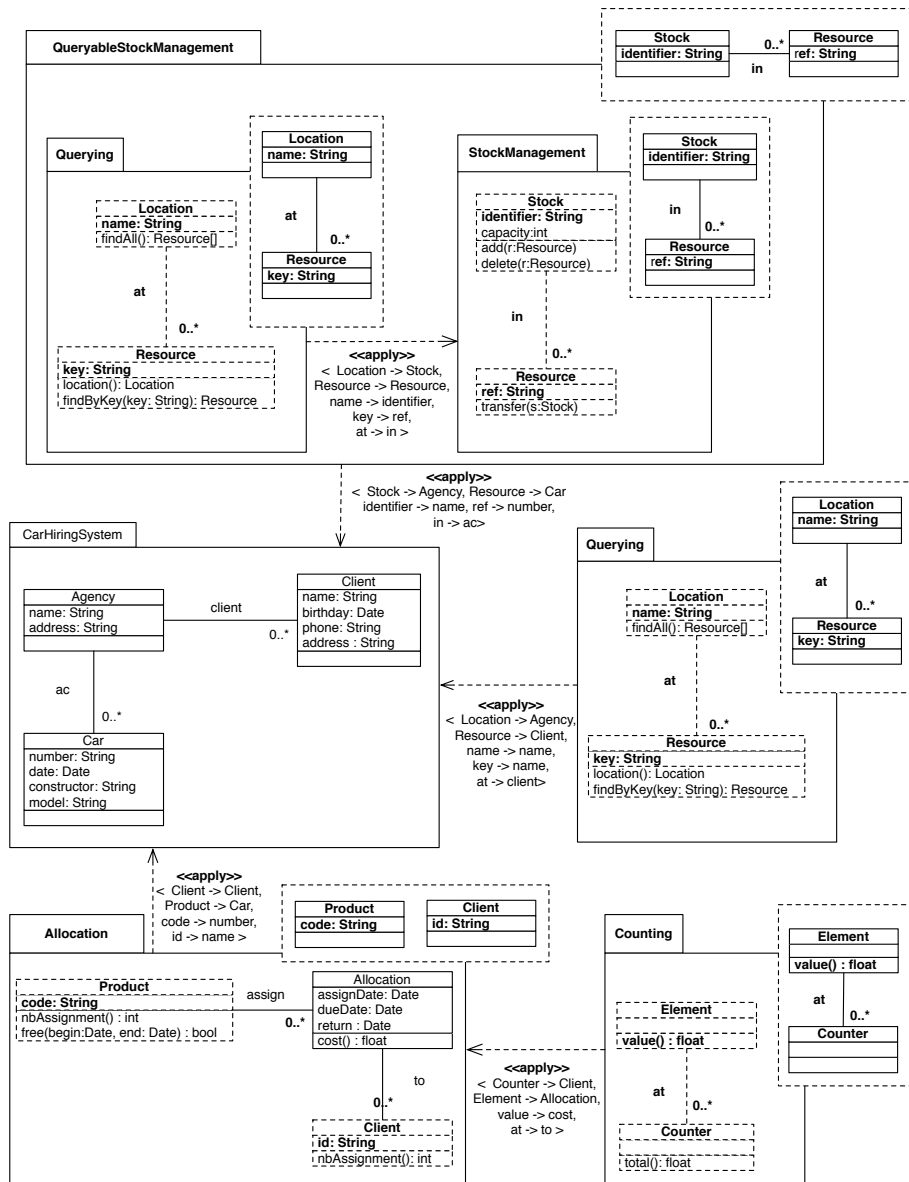 QueryableStockManagement
Stock
identifier: String
in
0..*
Resource
ref: String
Querying
Location
name: String
findAll(): Resource[]
at
0..*
Resource
key: String
location(): Location
findByKey(key: String): Resource
Location
name: String
at
0..*
Resource
key: String
<<apply>>
< Location -> Stock,
Resource -> Resource,
name -> identifier,
key -> ref,
at -> in >
StockManagement
Stock
identifier: String
capacity:int
add(r:Resource)
delete(r:Resource)
in
0..*
Resource
ref: String
transfer(s:Stock)
Stock
identifier: String
in
0..*
Resource
ref: String
<<apply>>
< Stock -> Agency, Resource -> Car
identifier -> name, ref -> number,
in -> ac>
CarHiringSystem
Agency
name: String
address: String
client
0..*
Client
name: String
birthday: Date
phone: String
address : String
ac
0..*
Car
number: String
date: Date
constructor: String
model: String
<<apply>>
< Location -> Agency,
Resource -> Client,
name -> name,
key -> name,
at -> client>
Querying
Location
name: String
findAll(): Resource[]
at
0..*
Resource
key: String
location(): Location
findByKey(key: String): Resource
Location
name: String
at
0..*
Resource
key: String
<<apply>>
< Client -> Client,
Product -> Car,
code -> number,
id -> name >
Allocation
Product
code: String
Client
id: String
Product
code: String
nbAssignment() : int
free(begin:Date, end: Date) : bool
assign
0..*
Allocation
assignDate: Date
dueDate: Date
return : Date
cost() : float
to
0..*
Client
id: String
nbAssignment(): int
<<apply>>
< Counter -> Client,
Element -> Allocation,
value -> cost,
at -> to >
Counting
Element
value() : float
at
0..*
Counter
total(): float
Element
value() : float
at
0..*
Counter